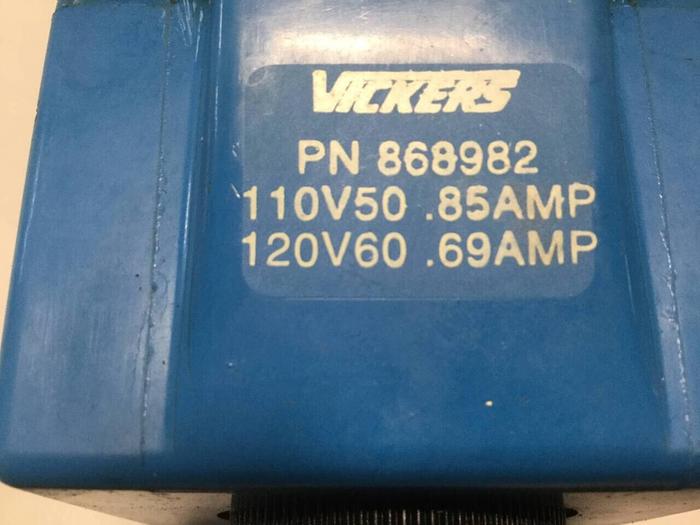 VICKERS
PN 868982
110V50 .85AMP
120V60 .69AMP